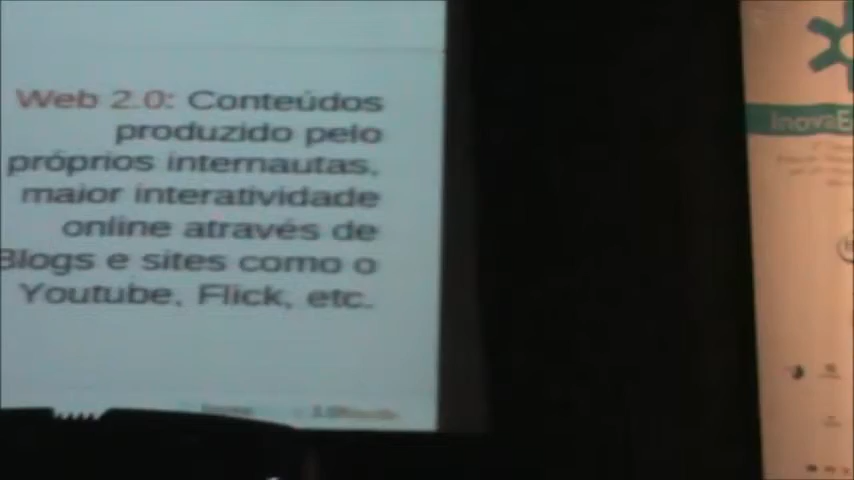 Web 2.0: Conteúdos
produzido pelo
próprios internautas,
maior interatividade
online através de
Blogs e sites como o
Youtube, Flick, etc.
InovaE